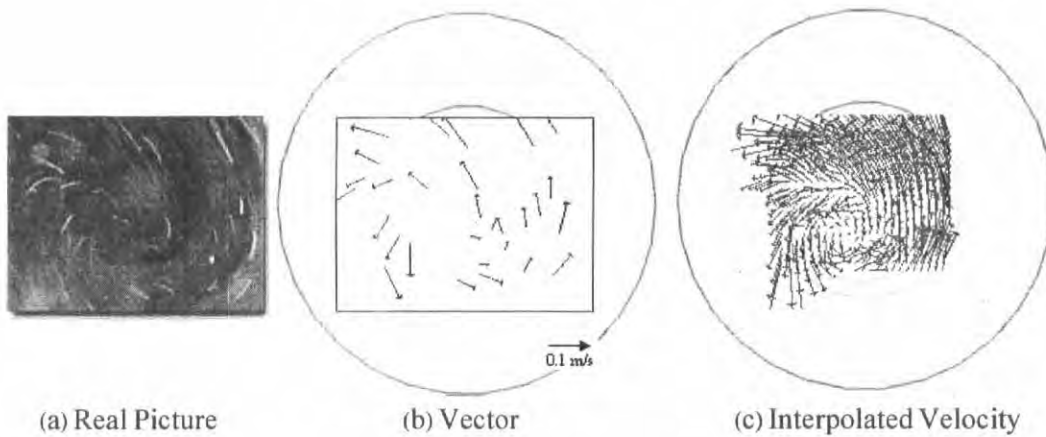 0.1 m/s
(a) Real Picture
(b) Vector
(c) Interpolated Velocity